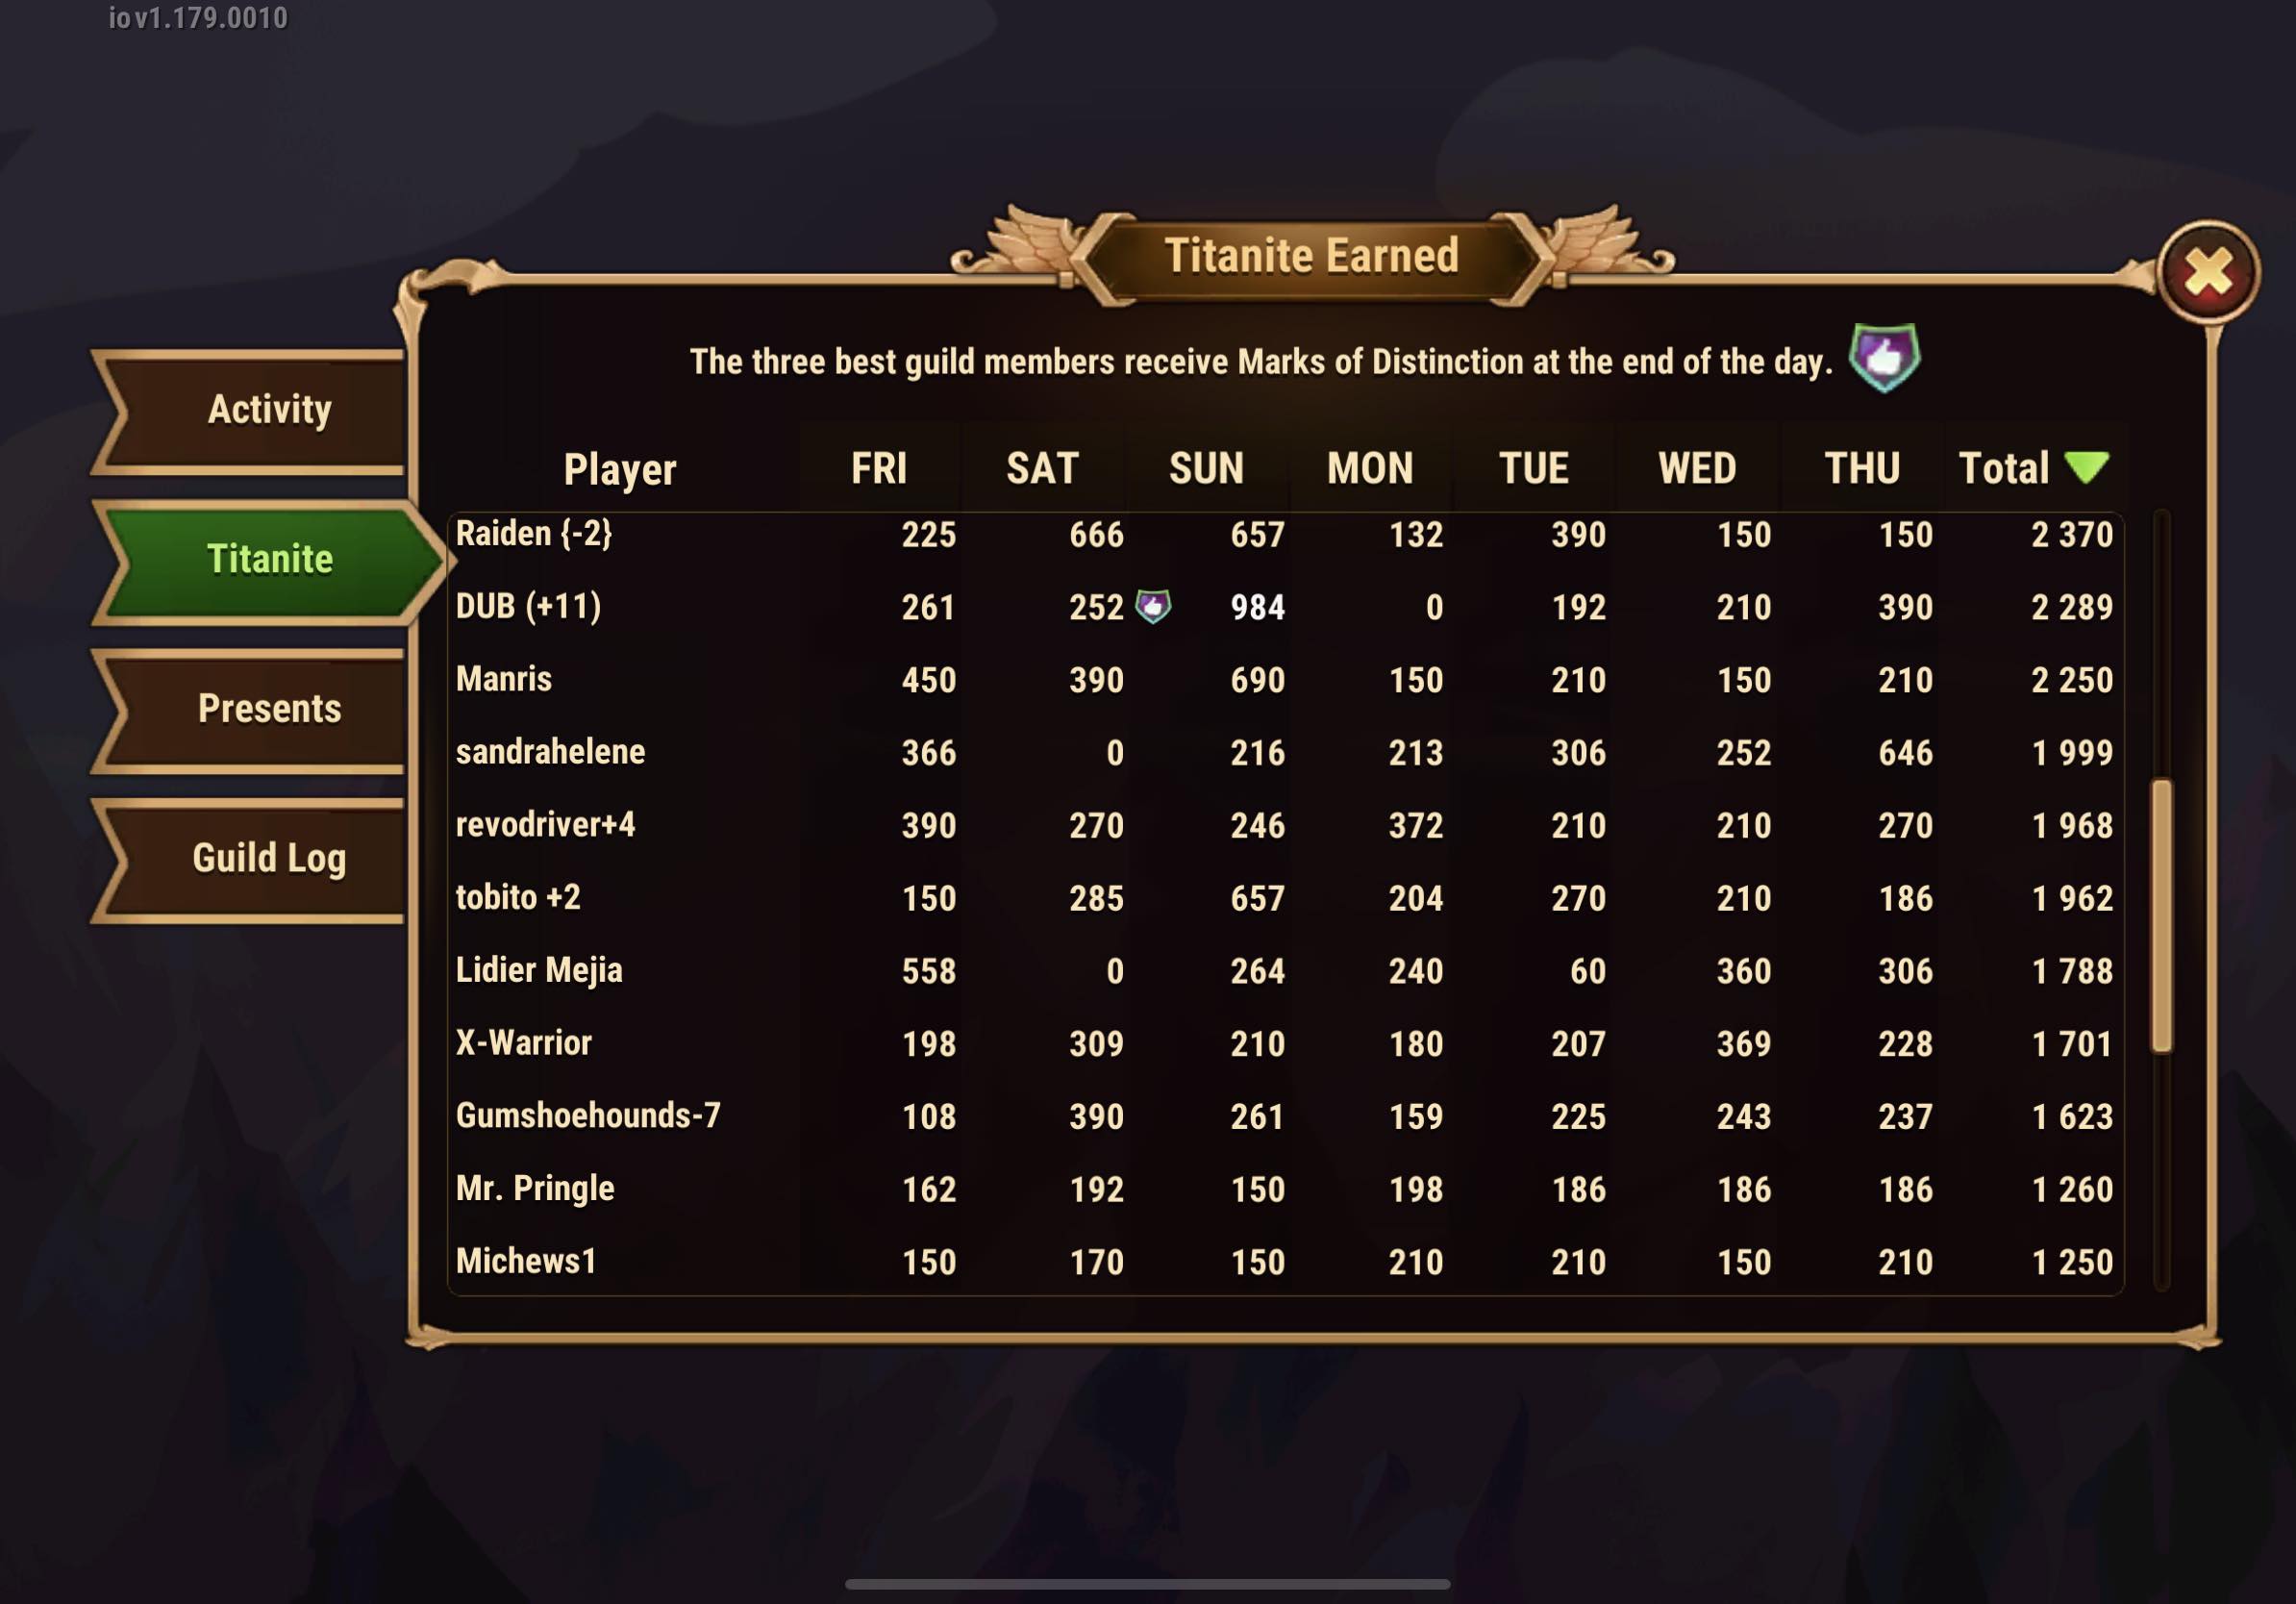 iov1.179.0010
Titanite Earned
The three best guild members receive Marks of Distinction at the end of the day.
Activity
Titanite
Presents
Guild Log
Player FRI SAT SUN MON TUE WED THU Total
Raiden {-2} 225 666 657 132 390 150 150 2 370
DUB (+11) 261 252 984 0 192 210 390 2 289
Manris 450 390 690 150 210 150 210 2 250
sandrahelene 366 0 216 213 306 252 646 1 999
revodriver+4 390 270 246 372 210 210 270 1 968
tobito +2 150 285 657 204 270 210 186 1 962
Lidier Mejia 558 0 264 240 60 360 306 1 788
X-Warrior 198 309 210 180 207 369 228 1 701
Gumshoehounds-7 108 390 261 159 225 243 237 1 623
Mr. Pringle 162 192 150 198 186 186 186 1 260
Michews1 150 170 150 210 210 150 210 1 250